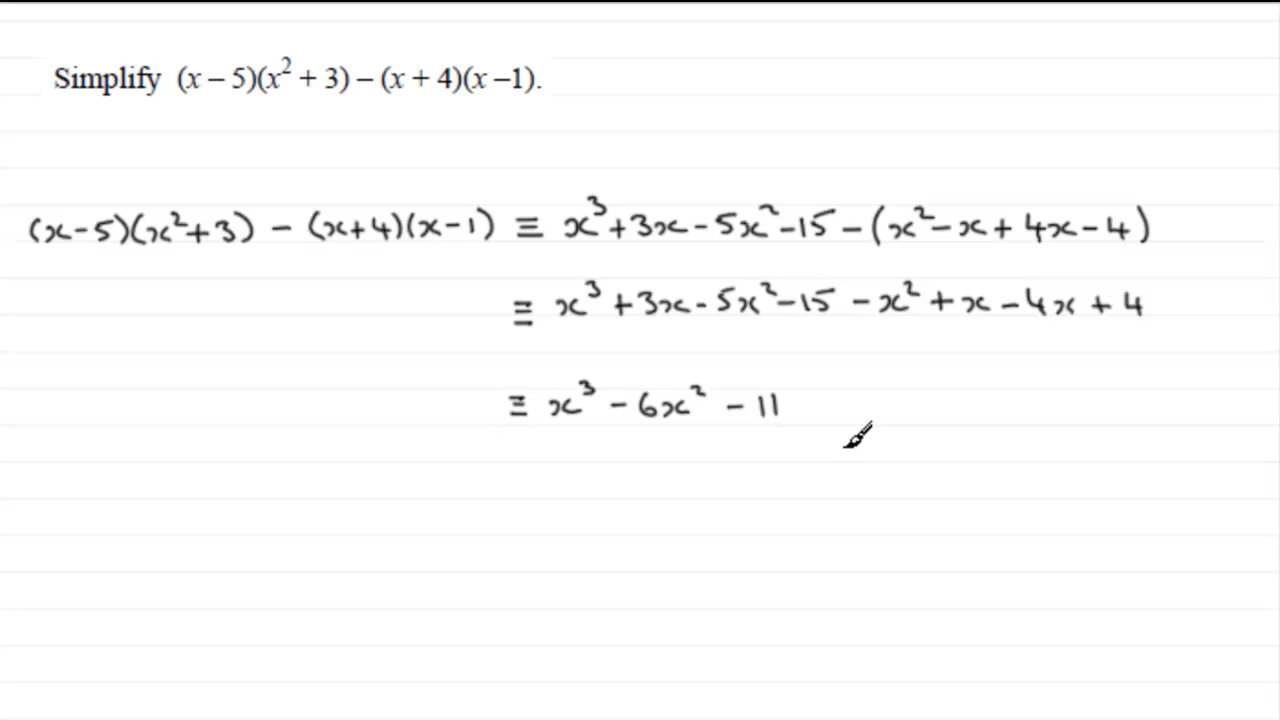 Simplify (x – 5)(x² + 3) – (x + 4)(x –1).
(x-5)(x²+3) - (x+4)(x-1) ≡ x³+3x-5x²-15-(x²-x+4x-4)
≡ x³+3x-5x²-15-x²+x-4x+4
≡ x³-6x²-11